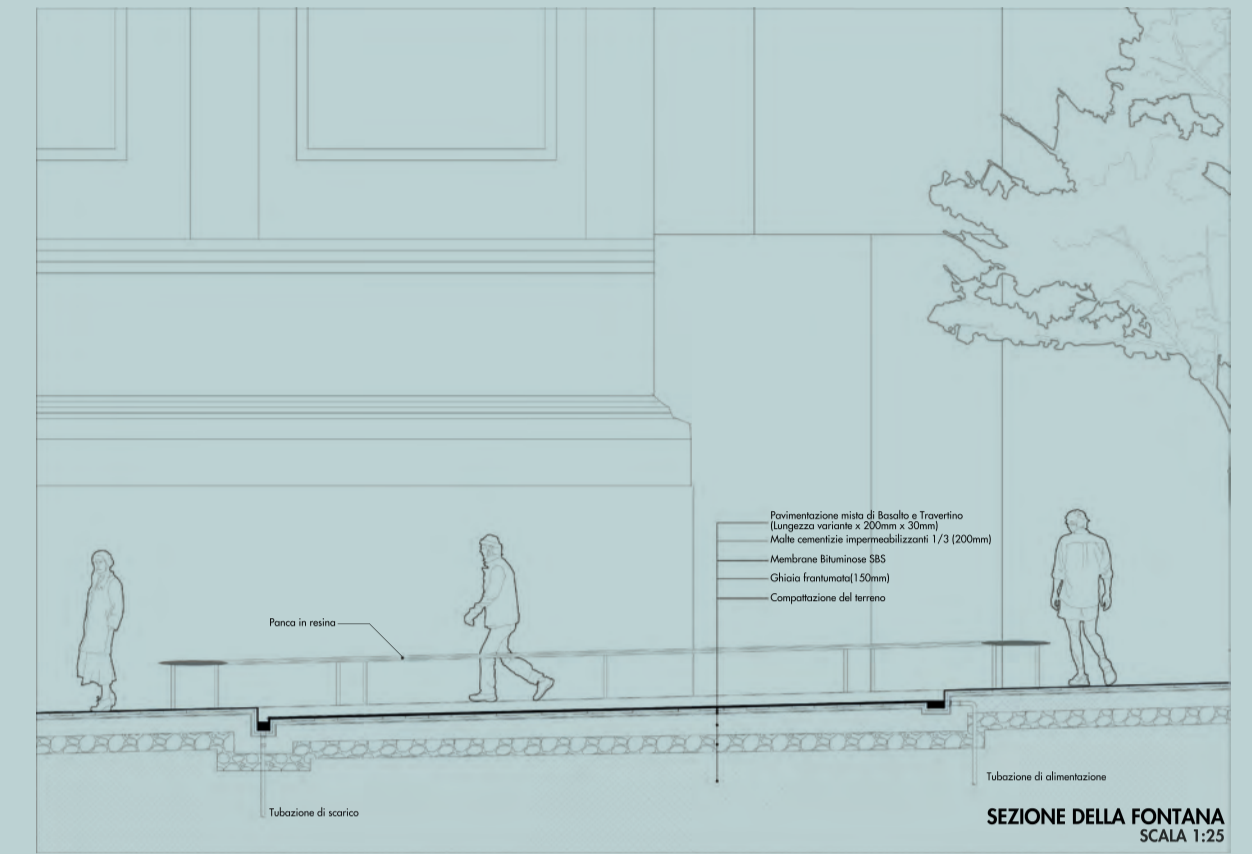 Pavimentazione mista di Basalto e Travertino
(Lungezza variante x 200mm x 30mm)
Malte cementizie impermeabilizzanti 1/3 (200mm)
Membrane Bituminose SBS
Ghiaia frantumata(150mm)
Compattazione del terreno
Panca in resina
Tubazione di alimentazione
Tubazione di scarico
SEZIONE DELLA FONTANA
SCALA 1:25